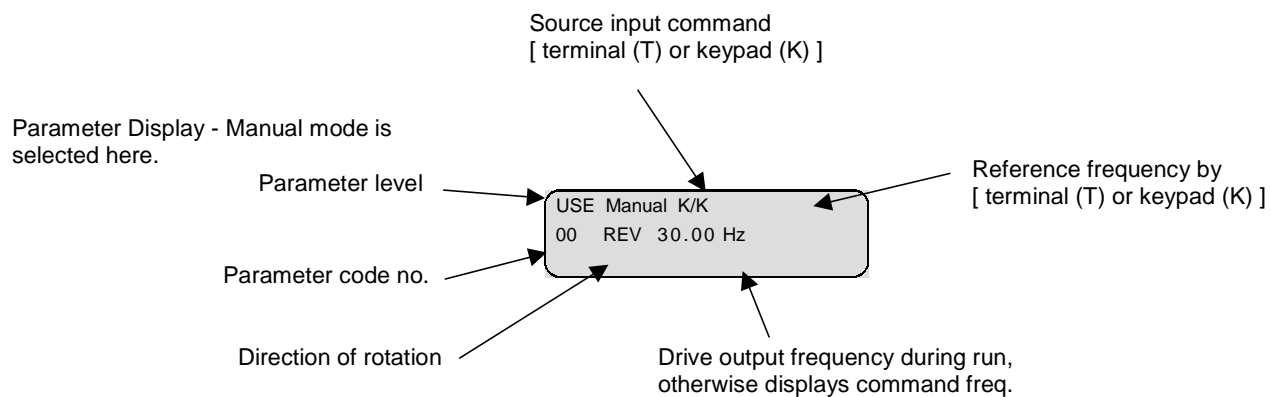 Source input command
[ terminal (T) or keypad (K) ]
Parameter Display - Manual mode is
selected here.
Parameter level
Reference frequency by
[ terminal (T) or keypad (K) ]
USE Manual K/K
00 REV 30.00 Hz
Parameter code no.
Direction of rotation
Drive output frequency during run,
otherwise displays command freq.